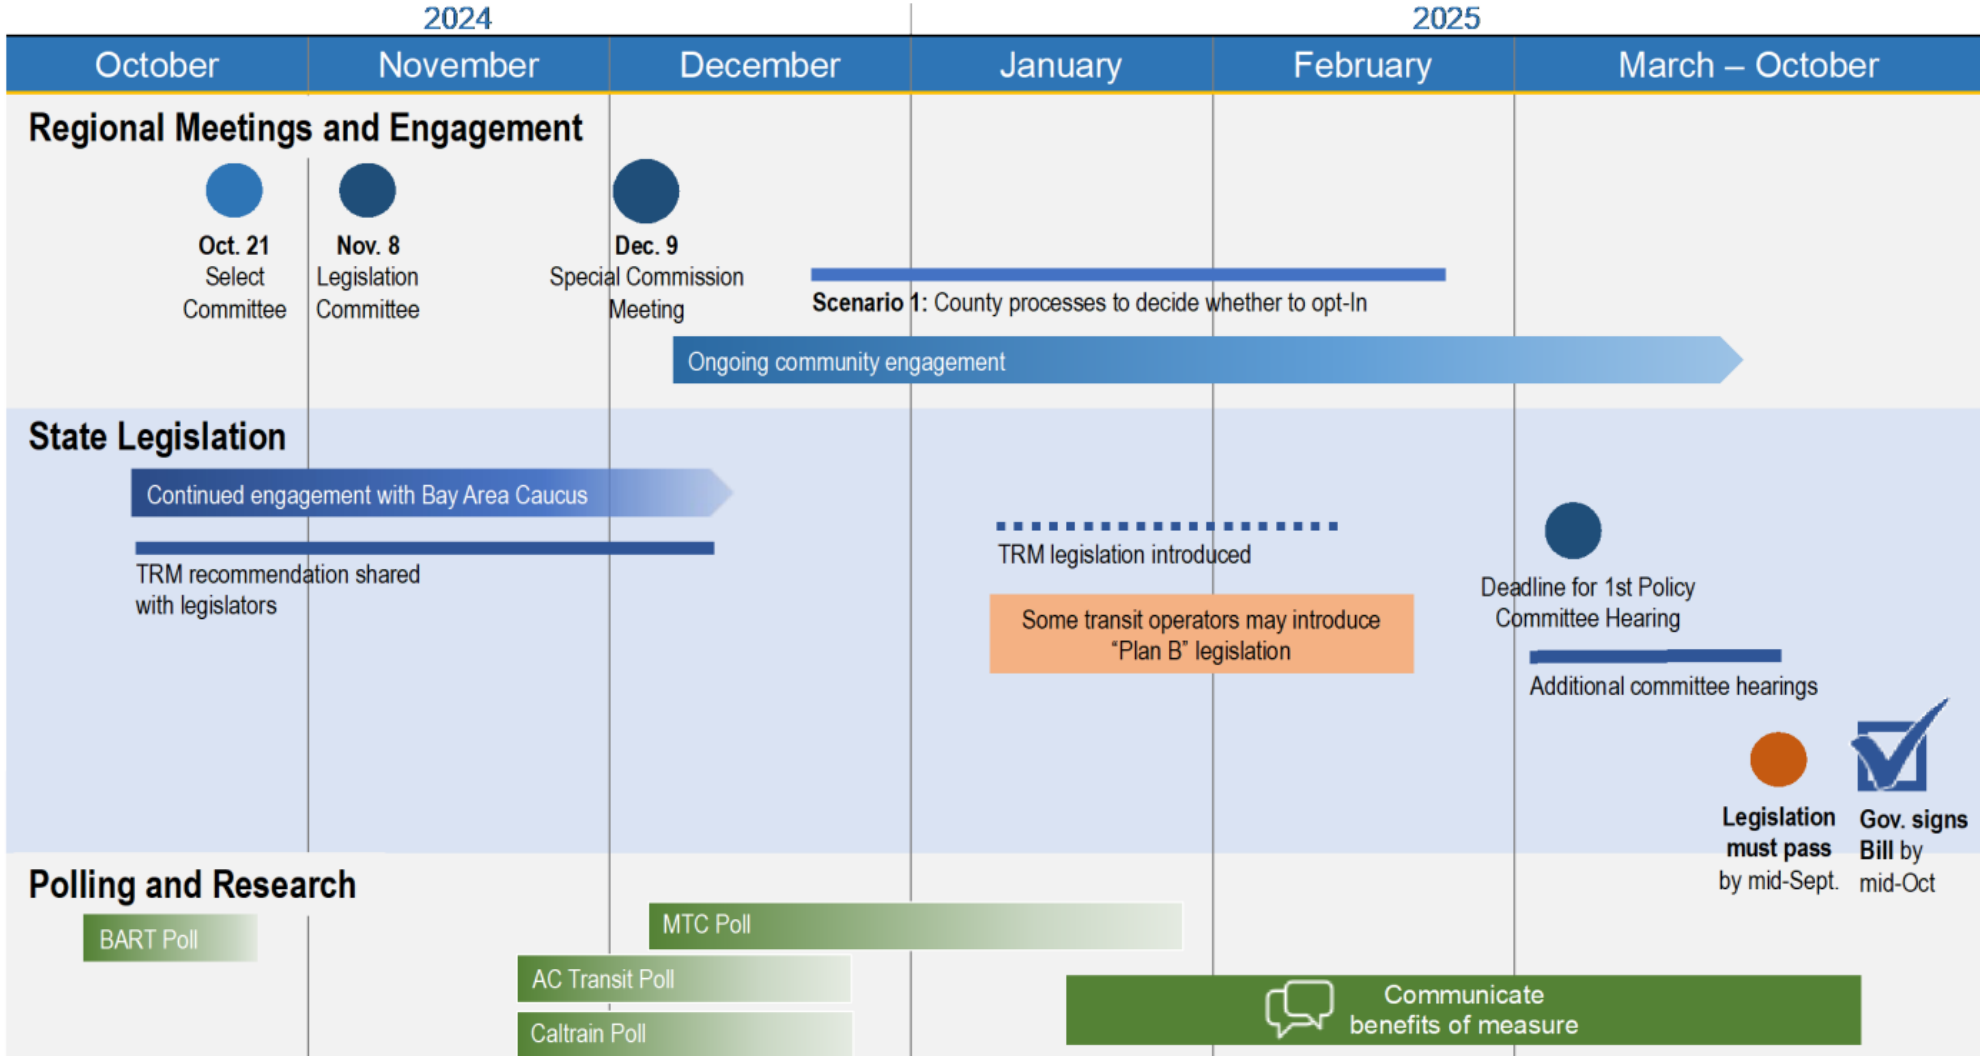 2024
2025
October
November
December
January
February
March – October
Regional Meetings and Engagement
Oct. 21
Select
Committee
Nov. 8
Legislation
Committee
Dec. 9
Special Commission
Meeting
Scenario 1: County processes to decide whether to opt-In
Ongoing community engagement
State Legislation
Continued engagement with Bay Area Caucus
TRM recommendation shared
with legislators
TRM legislation introduced
Some transit operators may introduce
“Plan B” legislation
Deadline for 1st Policy
Committee Hearing
Additional committee hearings
Legislation
must pass
by mid-Sept.
Gov. signs
Bill by
mid-Oct
Polling and Research
BART Poll
MTC Poll
AC Transit Poll
Caltrain Poll
Communicate
benefits of measure